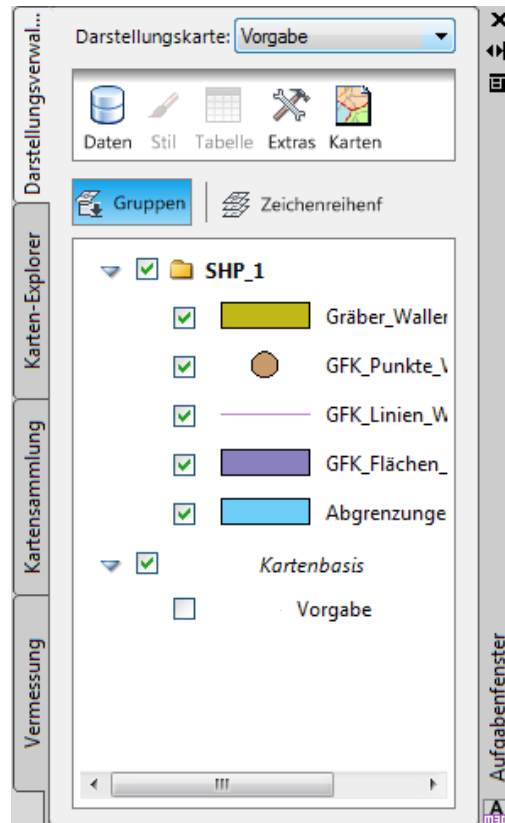 Darstellungskarte: Vorgabe
Daten Stil Tabelle Extras Karten
Gruppen Zeichenreihenf
SHP_1
Gräber_Waller
GFK_Punkte_
GFK_Linien_W
GFK_Flächen_
Abgrenzunge
Kartenbasis
Vorgabe
Darstellungsverwal...
Karten-Explorer
Kartensammlung
Vermessung
Aufgabenfenster